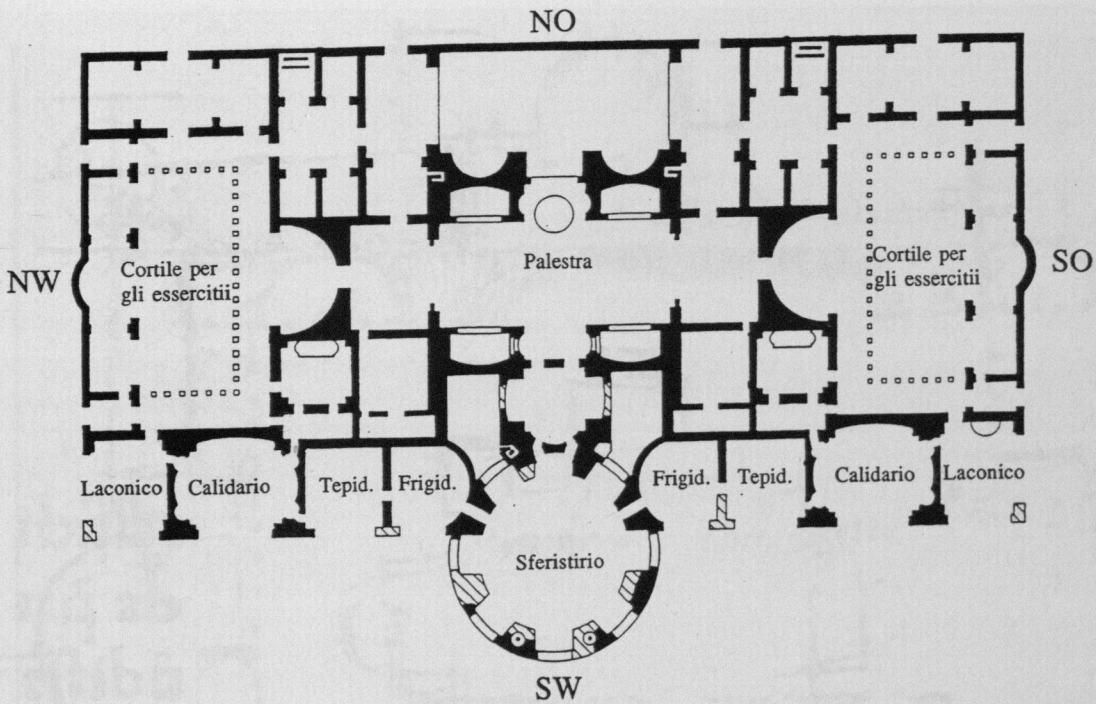 NO
NW
Cortile per
gli essercitii
Palestra
Cortile per
gli essercitii
SO
Laconico
Calidario
Tepid.
Frigid.
Sferistirio
Frigid.
Tepid.
Calidario
Laconico
SW